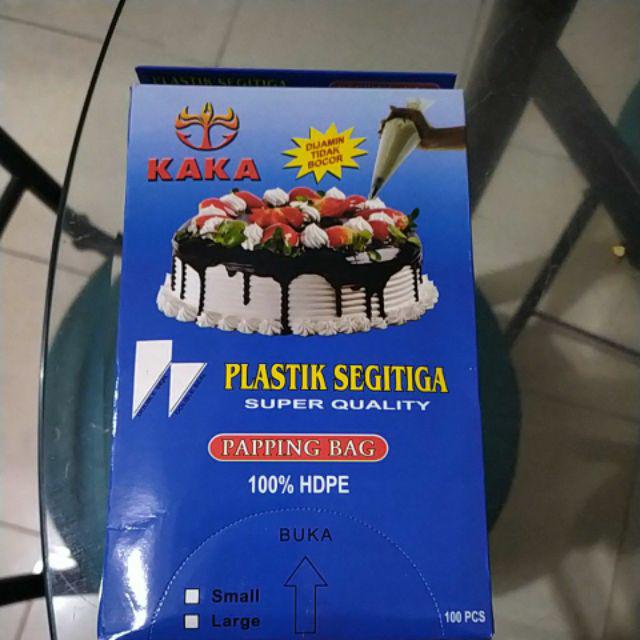 PLASTIK SEGITIGA
KAKA
DIJAMIN
TIDAK
BOCOR
PLASTIK SEGITIGA
SUPER QUALITY
PAPPING BAG
100% HDPE
BUKA
Small
Large
100 PCS